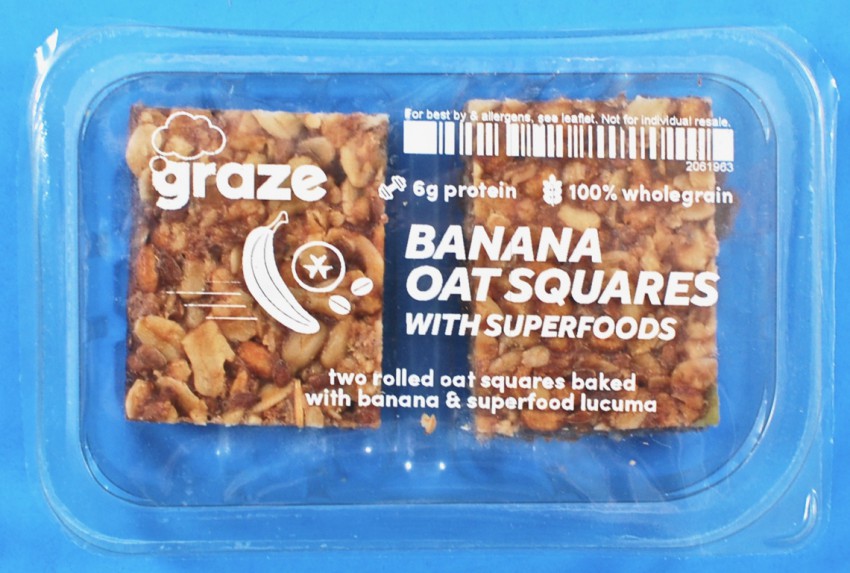 graze
For best by & allergens, see leaflet. Not for individual resale.
2061963
6g protein
100% wholegrain
BANANA
OAT SQUARES
WITH SUPERFOODS
two rolled oat squares baked
with banana & superfood lucuma